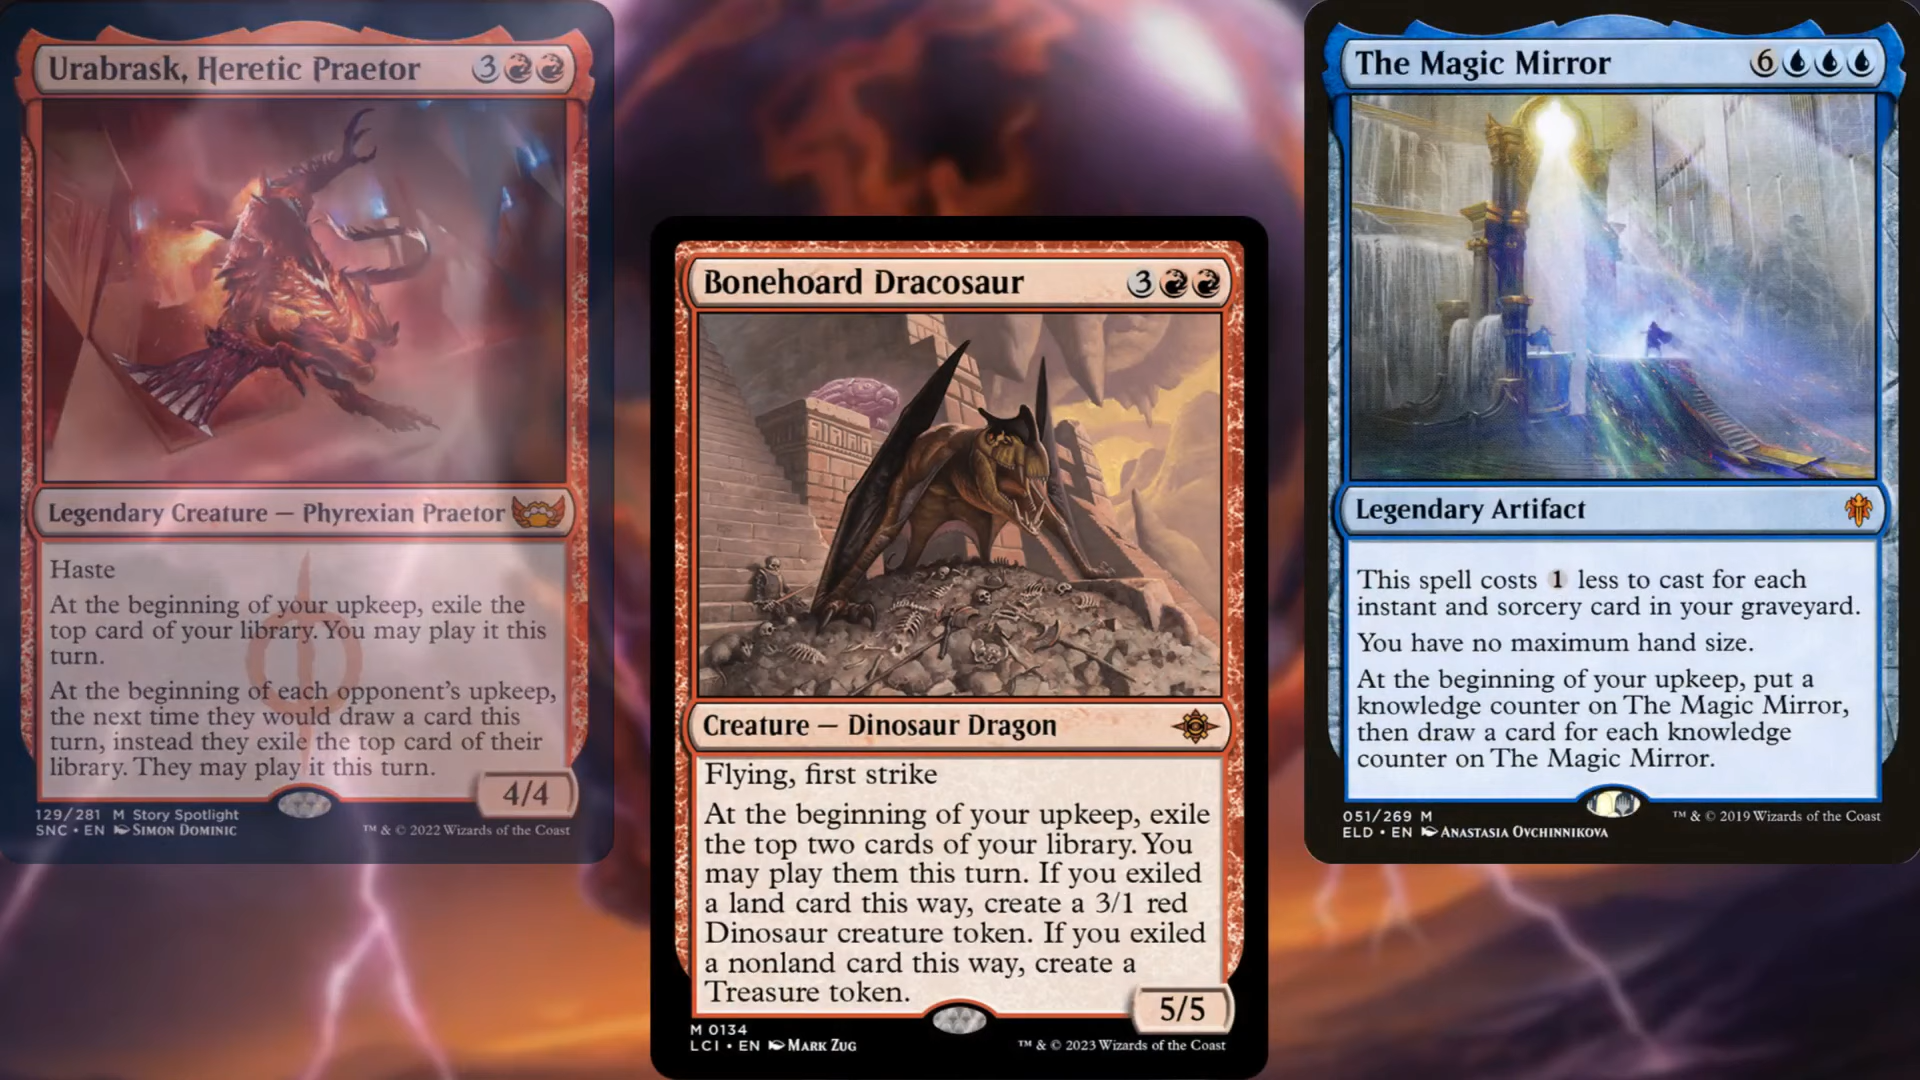 Urabrask, Heretic Praetor 3
Legendary Creature — Phyrexian Praetor
Haste
At the beginning of your upkeep, exile the
top card of your library. You may play it this
turn.
At the beginning of each opponent's upkeep,
the next time they would draw a card this
turn, instead they exile the top card of their
library. They may play it this turn.
4/4
129/281 M Story Spotlight
SNC • EN Simon Dominic
™ & © 2022 Wizards of the Coast
Bonehoard Dracosaur 3
Creature — Dinosaur Dragon
Flying, first strike
At the beginning of your upkeep, exile
the top two cards of your library. You
may play them this turn. If you exiled
a land card this way, create a 3/1 red
Dinosaur creature token. If you exiled
a nonland card this way, create a
Treasure token.
5/5
M 0134
LCI • EN Mark Zug
™ & © 2023 Wizards of the Coast
The Magic Mirror 6
Legendary Artifact
This spell costs 1 less to cast for each
instant and sorcery card in your graveyard.
You have no maximum hand size.
At the beginning of your upkeep, put a
knowledge counter on The Magic Mirror,
then draw a card for each knowledge
counter on The Magic Mirror.
051/269 M
ELD • EN Anastasia Ovchinnikova
™ & © 2019 Wizards of the Coast